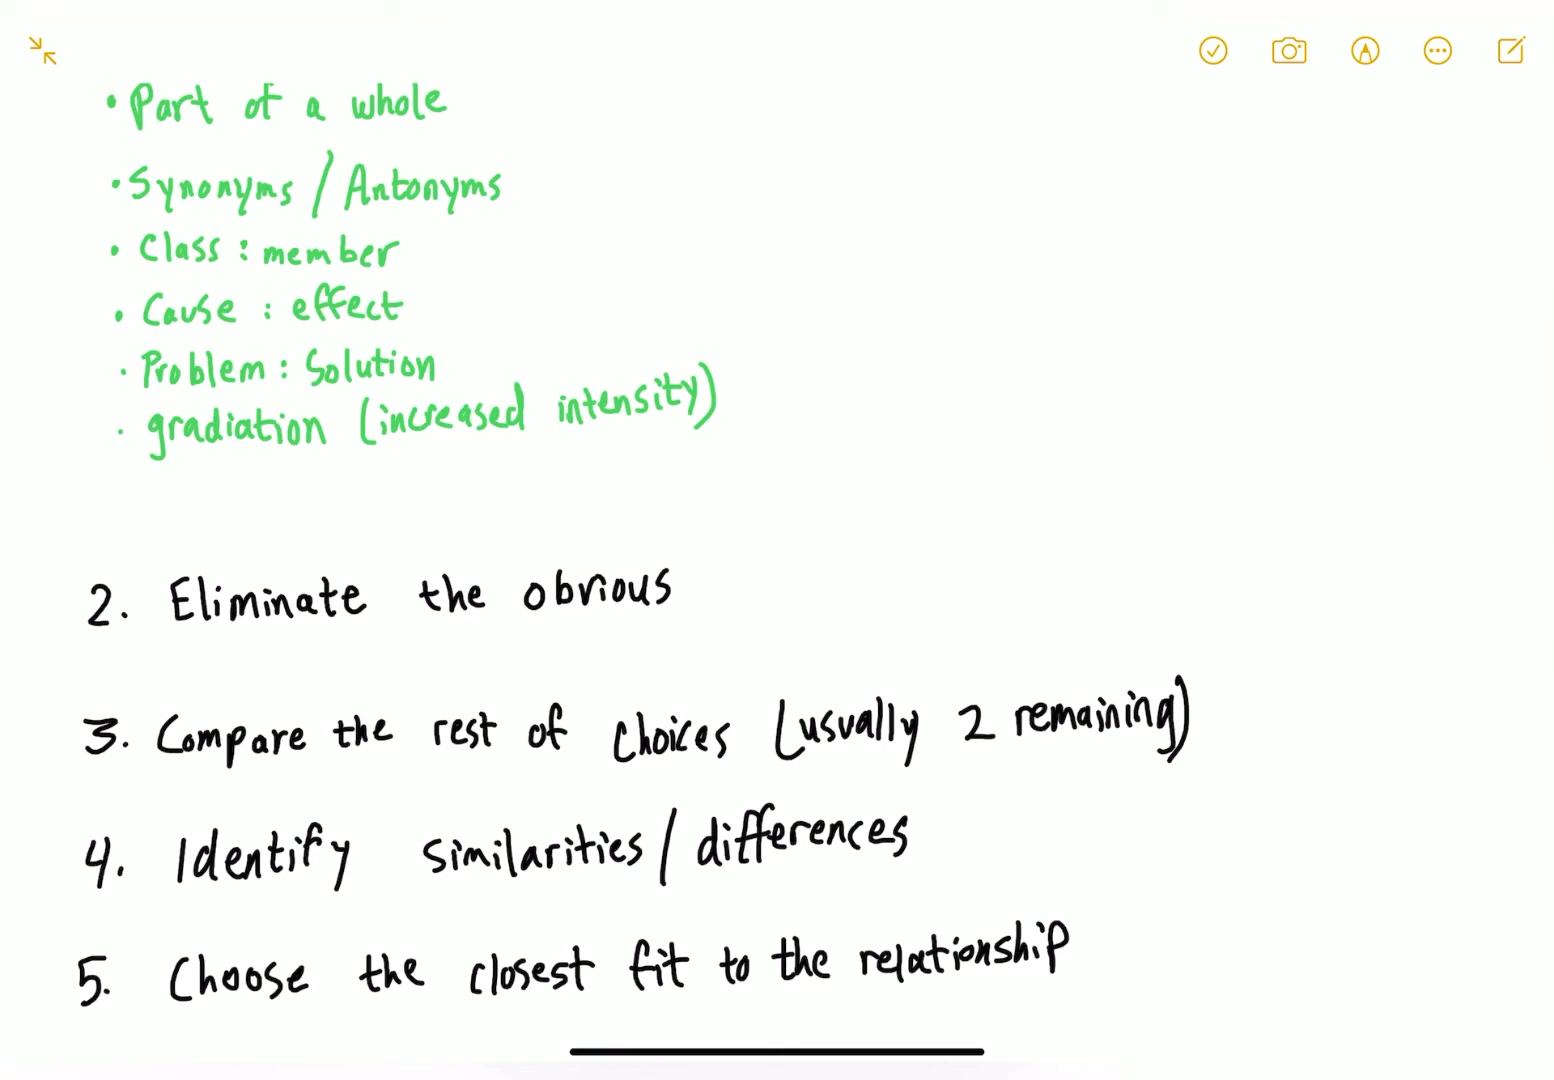 • Part of a whole
• Synonyms / Antonyms
• Class : member
• Cause : effect
• Problem : Solution
• gradiation (increased intensity)
2. Eliminate the obvious
3. Compare the rest of choices (usually 2 remaining)
4. Identify similarities / differences
5. Choose the closest fit to the relationship